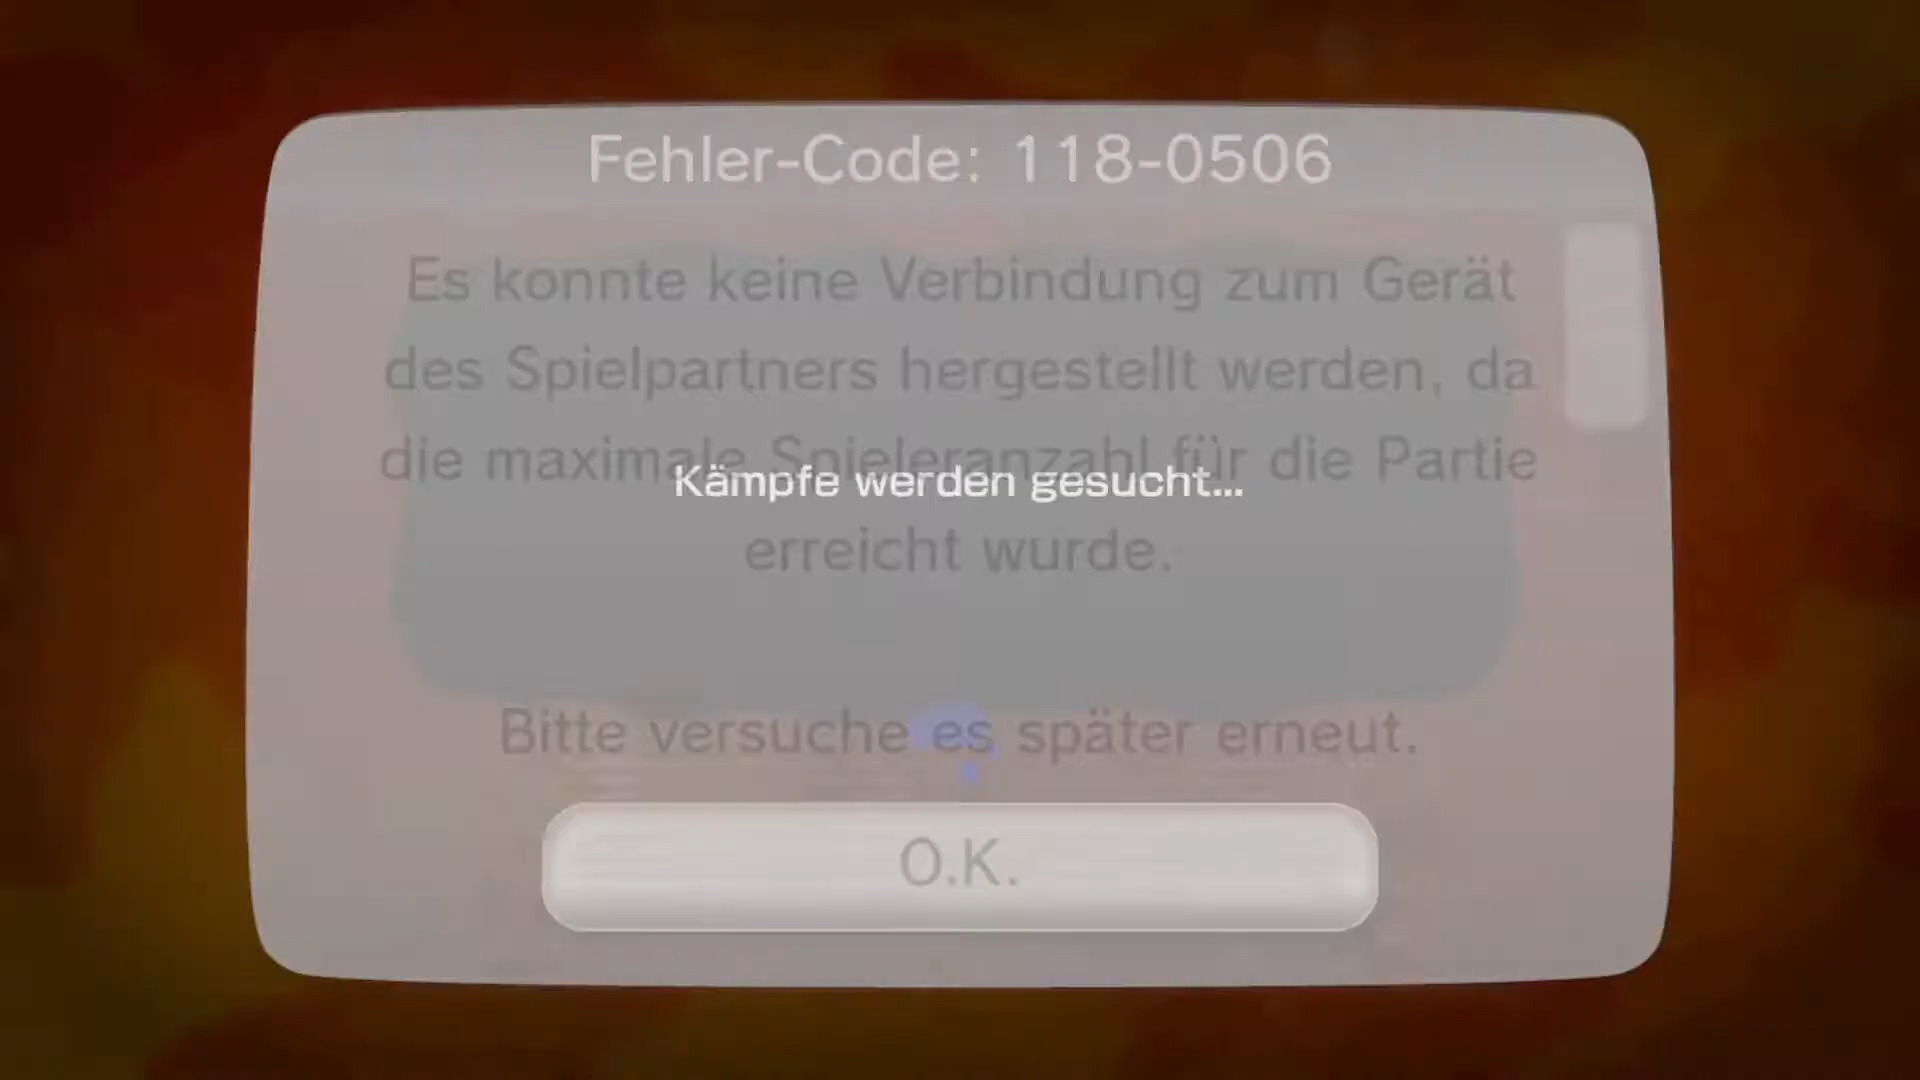 Fehler-Code: 118-0506
Es konnte keine Verbindung zum Gerät
des Spielpartners hergestellt werden, da
die maximale Spieleranzahl für die Partie
Kämpfe werden gesucht...
erreicht wurde.
Bitte versuche es später erneut.
O.K.